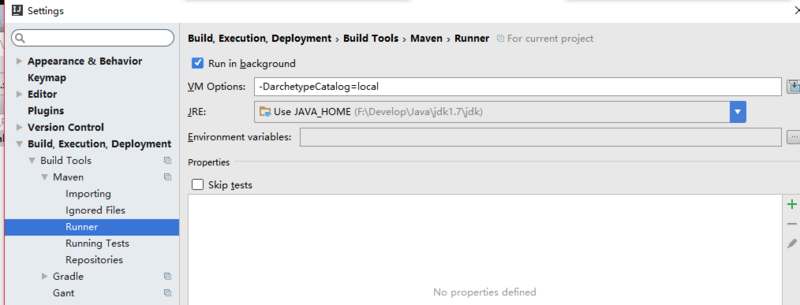 Settings
Build, Execution, Deployment › Build Tools › Maven › Runner For current project
Appearance & Behavior
Keymap
Editor
Plugins
Version Control
Build, Execution, Deployment
Build Tools
Maven
Importing
Ignored Files
Runner
Running Tests
Repositories
Gradle
Gant
Run in background
VM Options: -DarchetypeCatalog=local
JRE: Use JAVA_HOME (F:\Develop\Java\jdk1.7\jdk)
Environment variables:
Properties
Skip tests
No properties defined